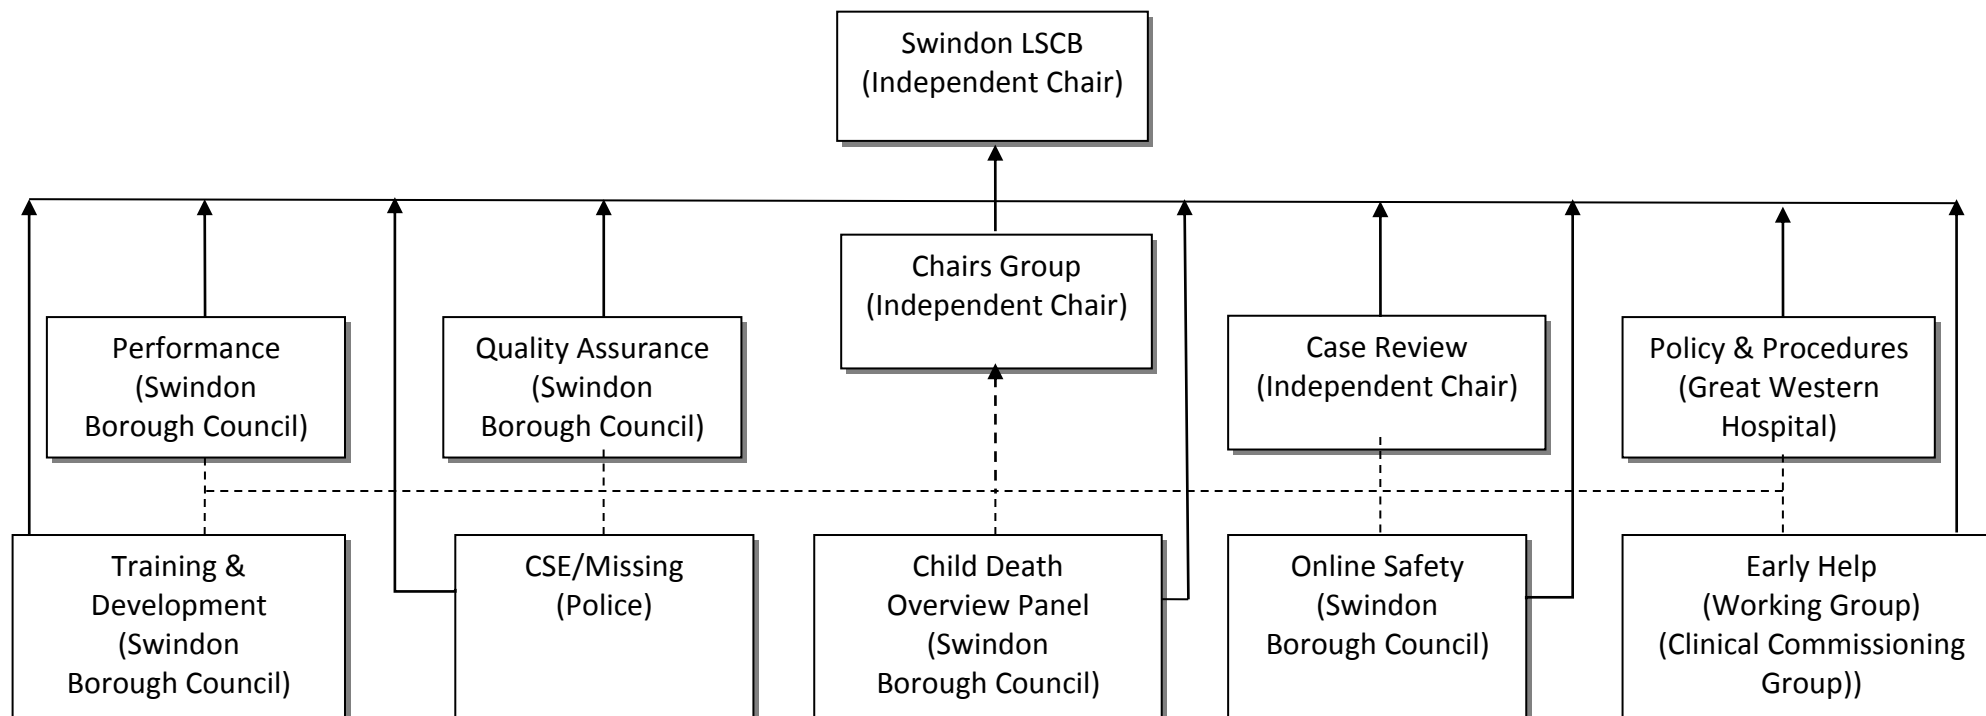 Swindon LSCB
(Independent Chair)
Chairs Group
(Independent Chair)
Performance
(Swindon
Borough Council)
Quality Assurance
(Swindon
Borough Council)
Case Review
(Independent Chair)
Policy & Procedures
(Great Western
Hospital)
Training &
Development
(Swindon
Borough Council)
CSE/Missing
(Police)
Child Death
Overview Panel
(Swindon
Borough Council)
Online Safety
(Swindon
Borough Council)
Early Help
(Working Group)
(Clinical Commissioning
Group))